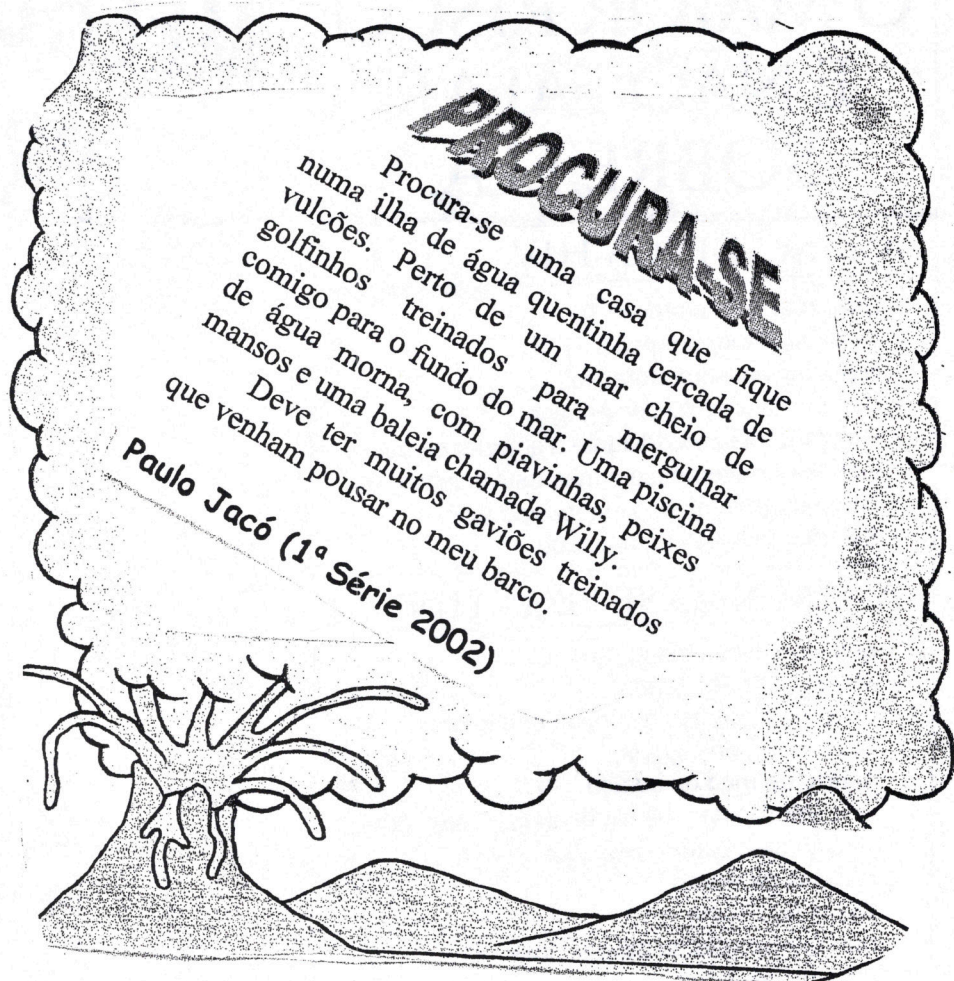 PROCURA-SE
Procura-se uma casa que fique
numa ilha de água quentinha cercada de
vulcões. Perto de um mar cheio de
golfinhos treinados para mergulhar
comigo para o fundo do mar. Uma piscina
de água morna, com piavinhas, peixes
mansos e uma baleia chamada Willy.
Deve ter muitos gaviões treinados
que venham pousar no meu barco.
Paulo Jacó (1ª Série 2002)